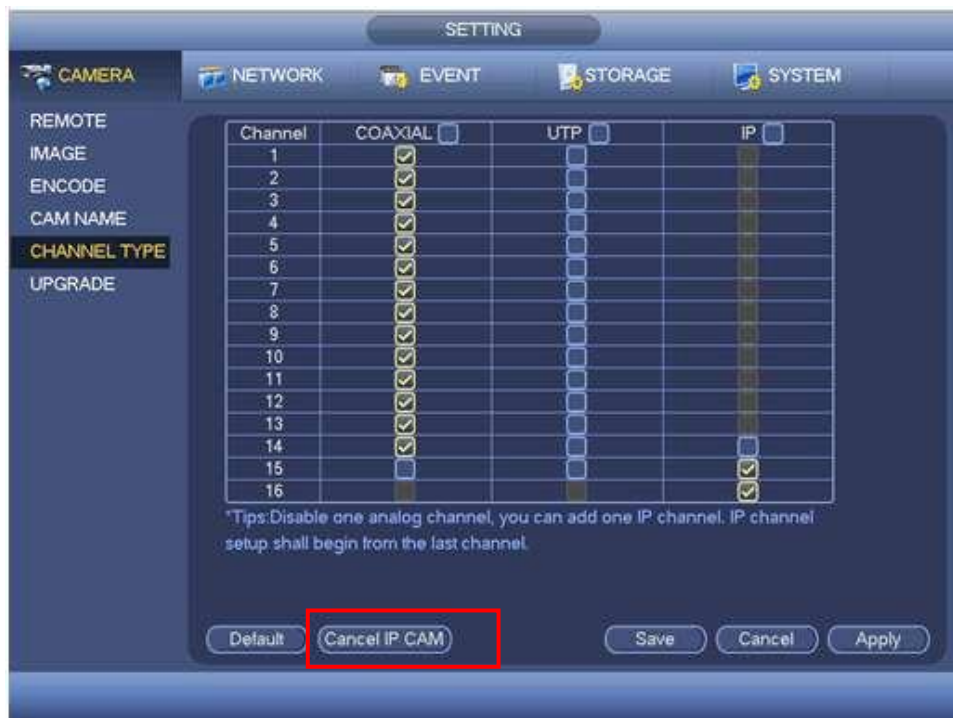 SETTING
CAMERA NETWORK EVENT STORAGE SYSTEM
REMOTE
IMAGE
ENCODE
CAM NAME
CHANNEL TYPE
UPGRADE
Channel COAXIAL UTP IP
1
2
3
4
5
6
7
8
9
10
11
12
13
14
15
16
*Tips:Disable one analog channel, you can add one IP channel. IP channel
setup shall begin from the last channel.
Default Cancel IP CAM Save Cancel Apply